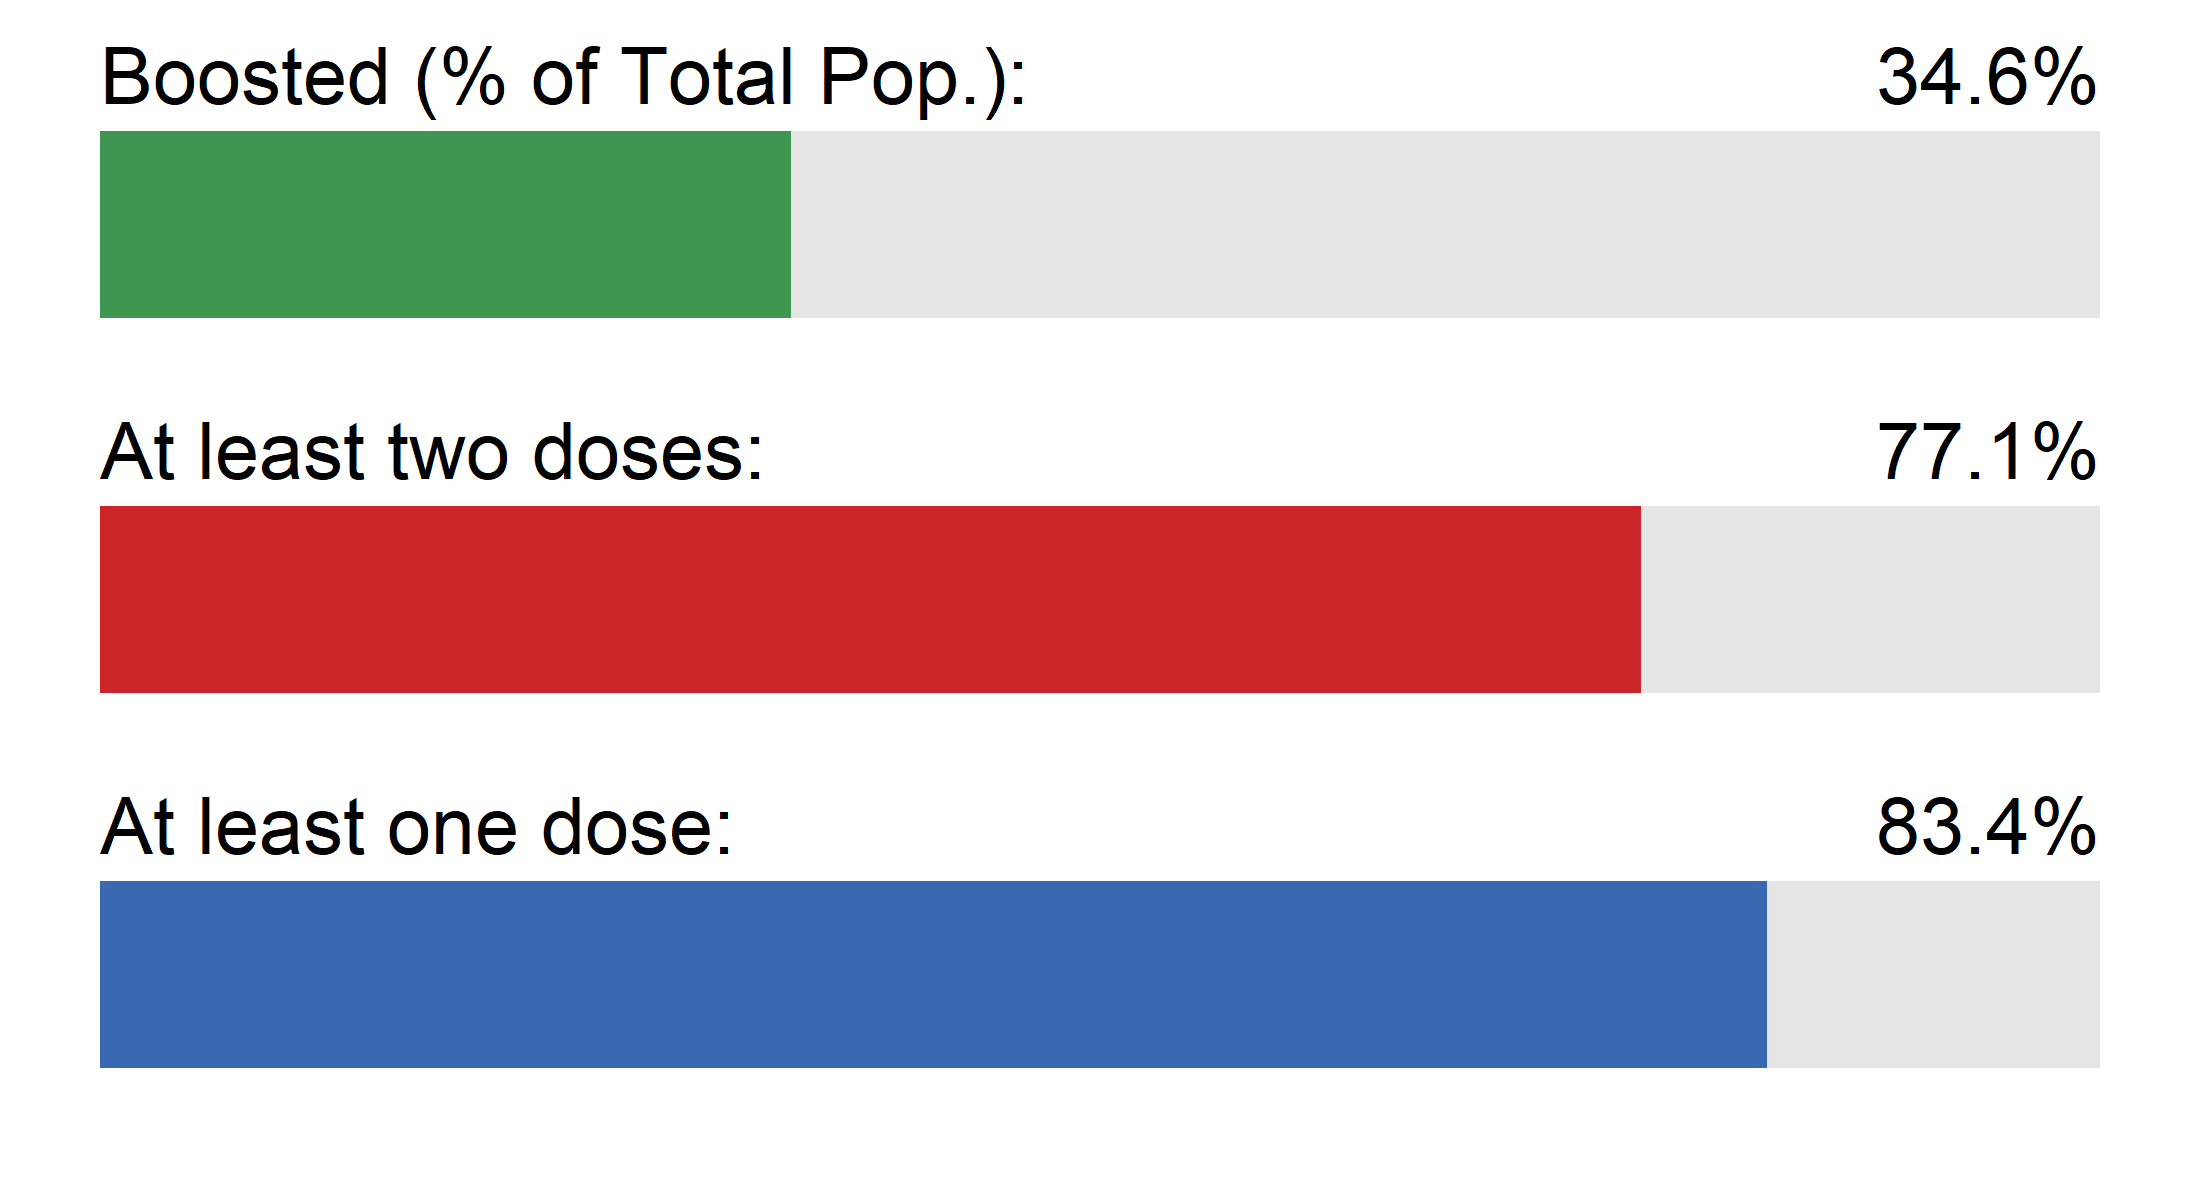 Boosted (% of Total Pop.): 34.6%
At least two doses: 77.1%
At least one dose: 83.4%